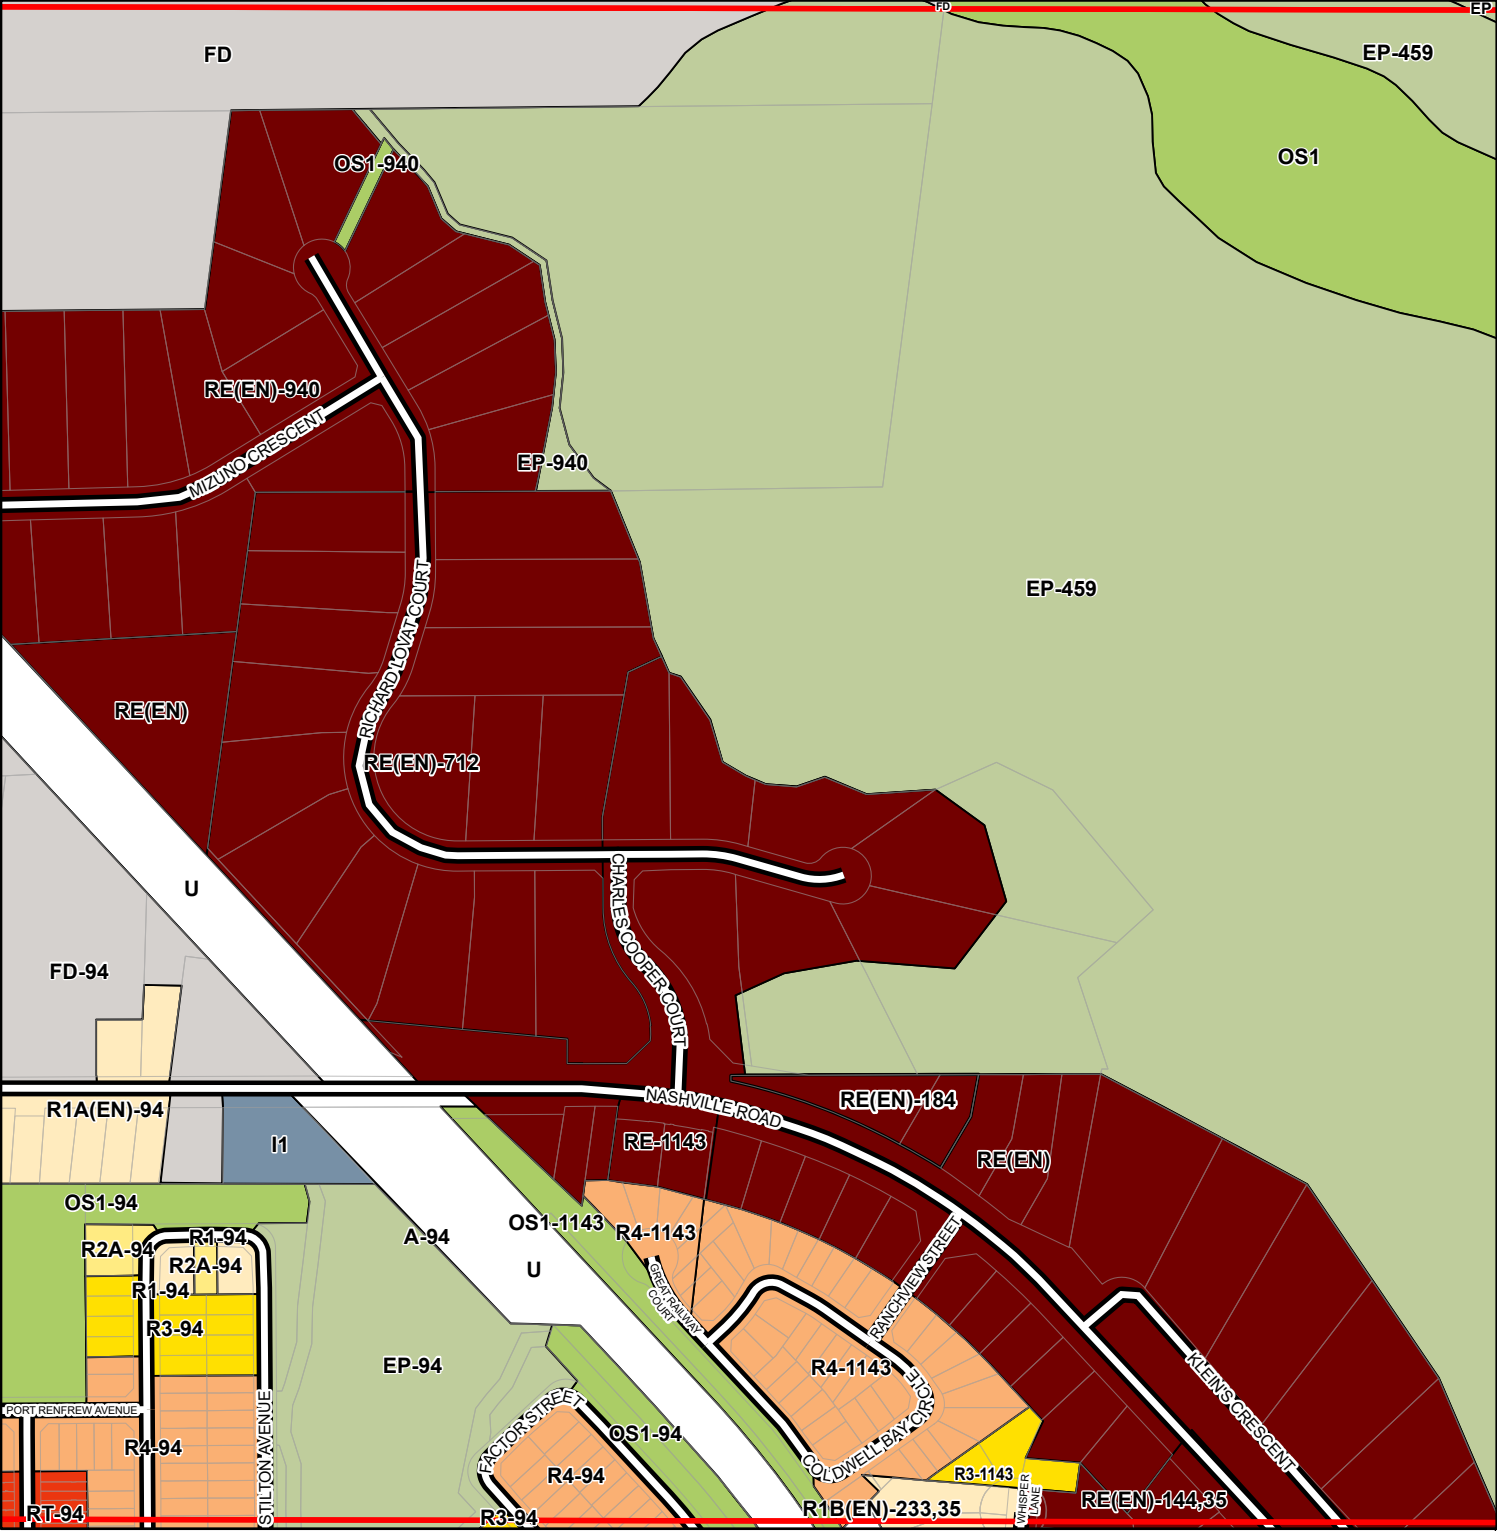 FD
EP
FD
EP-459
OS1
OS1-940
RE(EN)-940
MIZUNO CRESCENT
EP-940
EP-459
RICHARD LOVAT COURT
RE(EN)
RE(EN)-712
U
CHARLES COOPER COURT
FD-94
NASHVILLE ROAD
RE(EN)-184
R1A(EN)-94
I1
RE-1143
RE(EN)
OS1-94
OS1-1143
R4-1143
A-94
R1-94
R2A-94
R2A-94
U
R1-94
GREAT RAILWAY
COURT
RANCHVIEW STREET
R3-94
EP-94
R4-1143
KLEIN'S CRESCENT
COLDWELL BAY CIRCLE
PORT RENFREW AVENUE
STILTON AVENUE
FACTOR STREET
OS1-94
R4-94
R4-94
R3-1143
WHISPER
LANE
RE(EN)-144,35
R1B(EN)-233,35
RT-94
R3-94